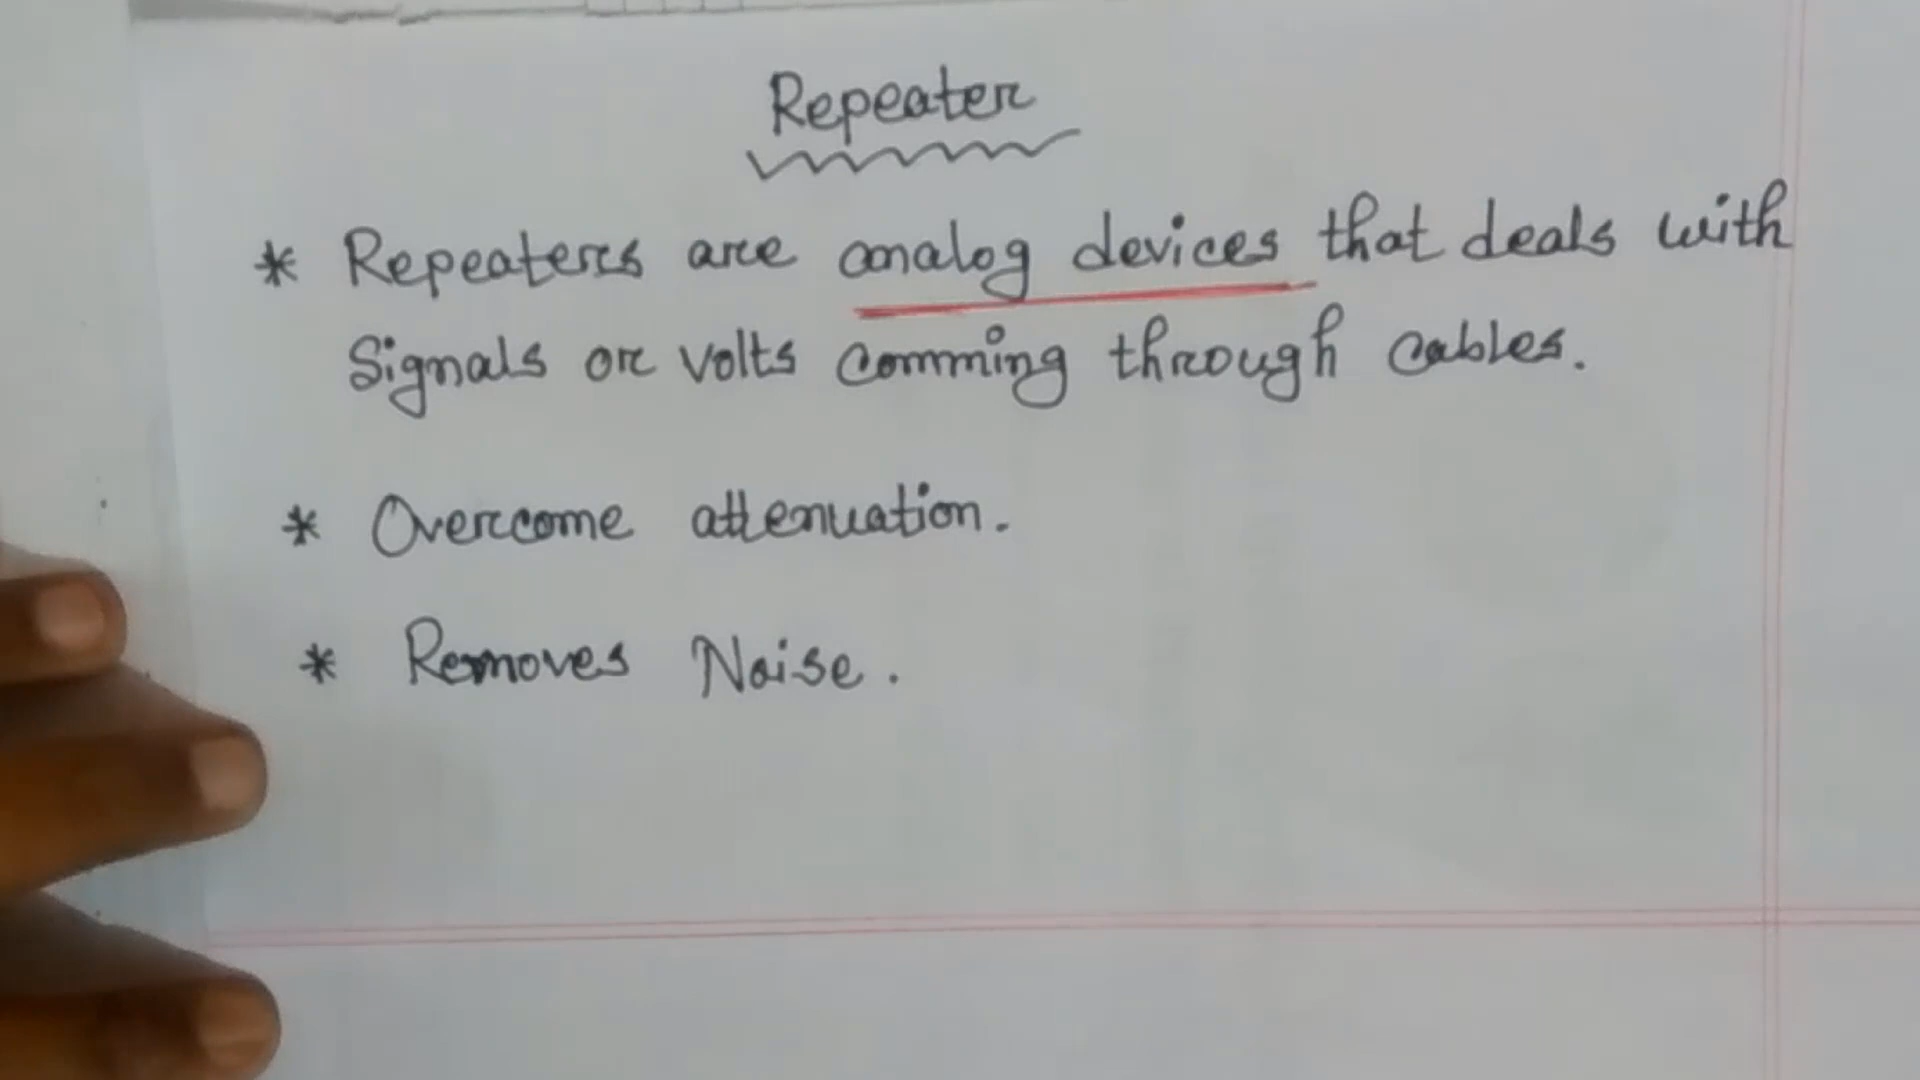 Repeater
* Repeaters are analog devices that deals with
Signals or volts comming through cables.
* Overcome attenuation.
* Removes Noise.